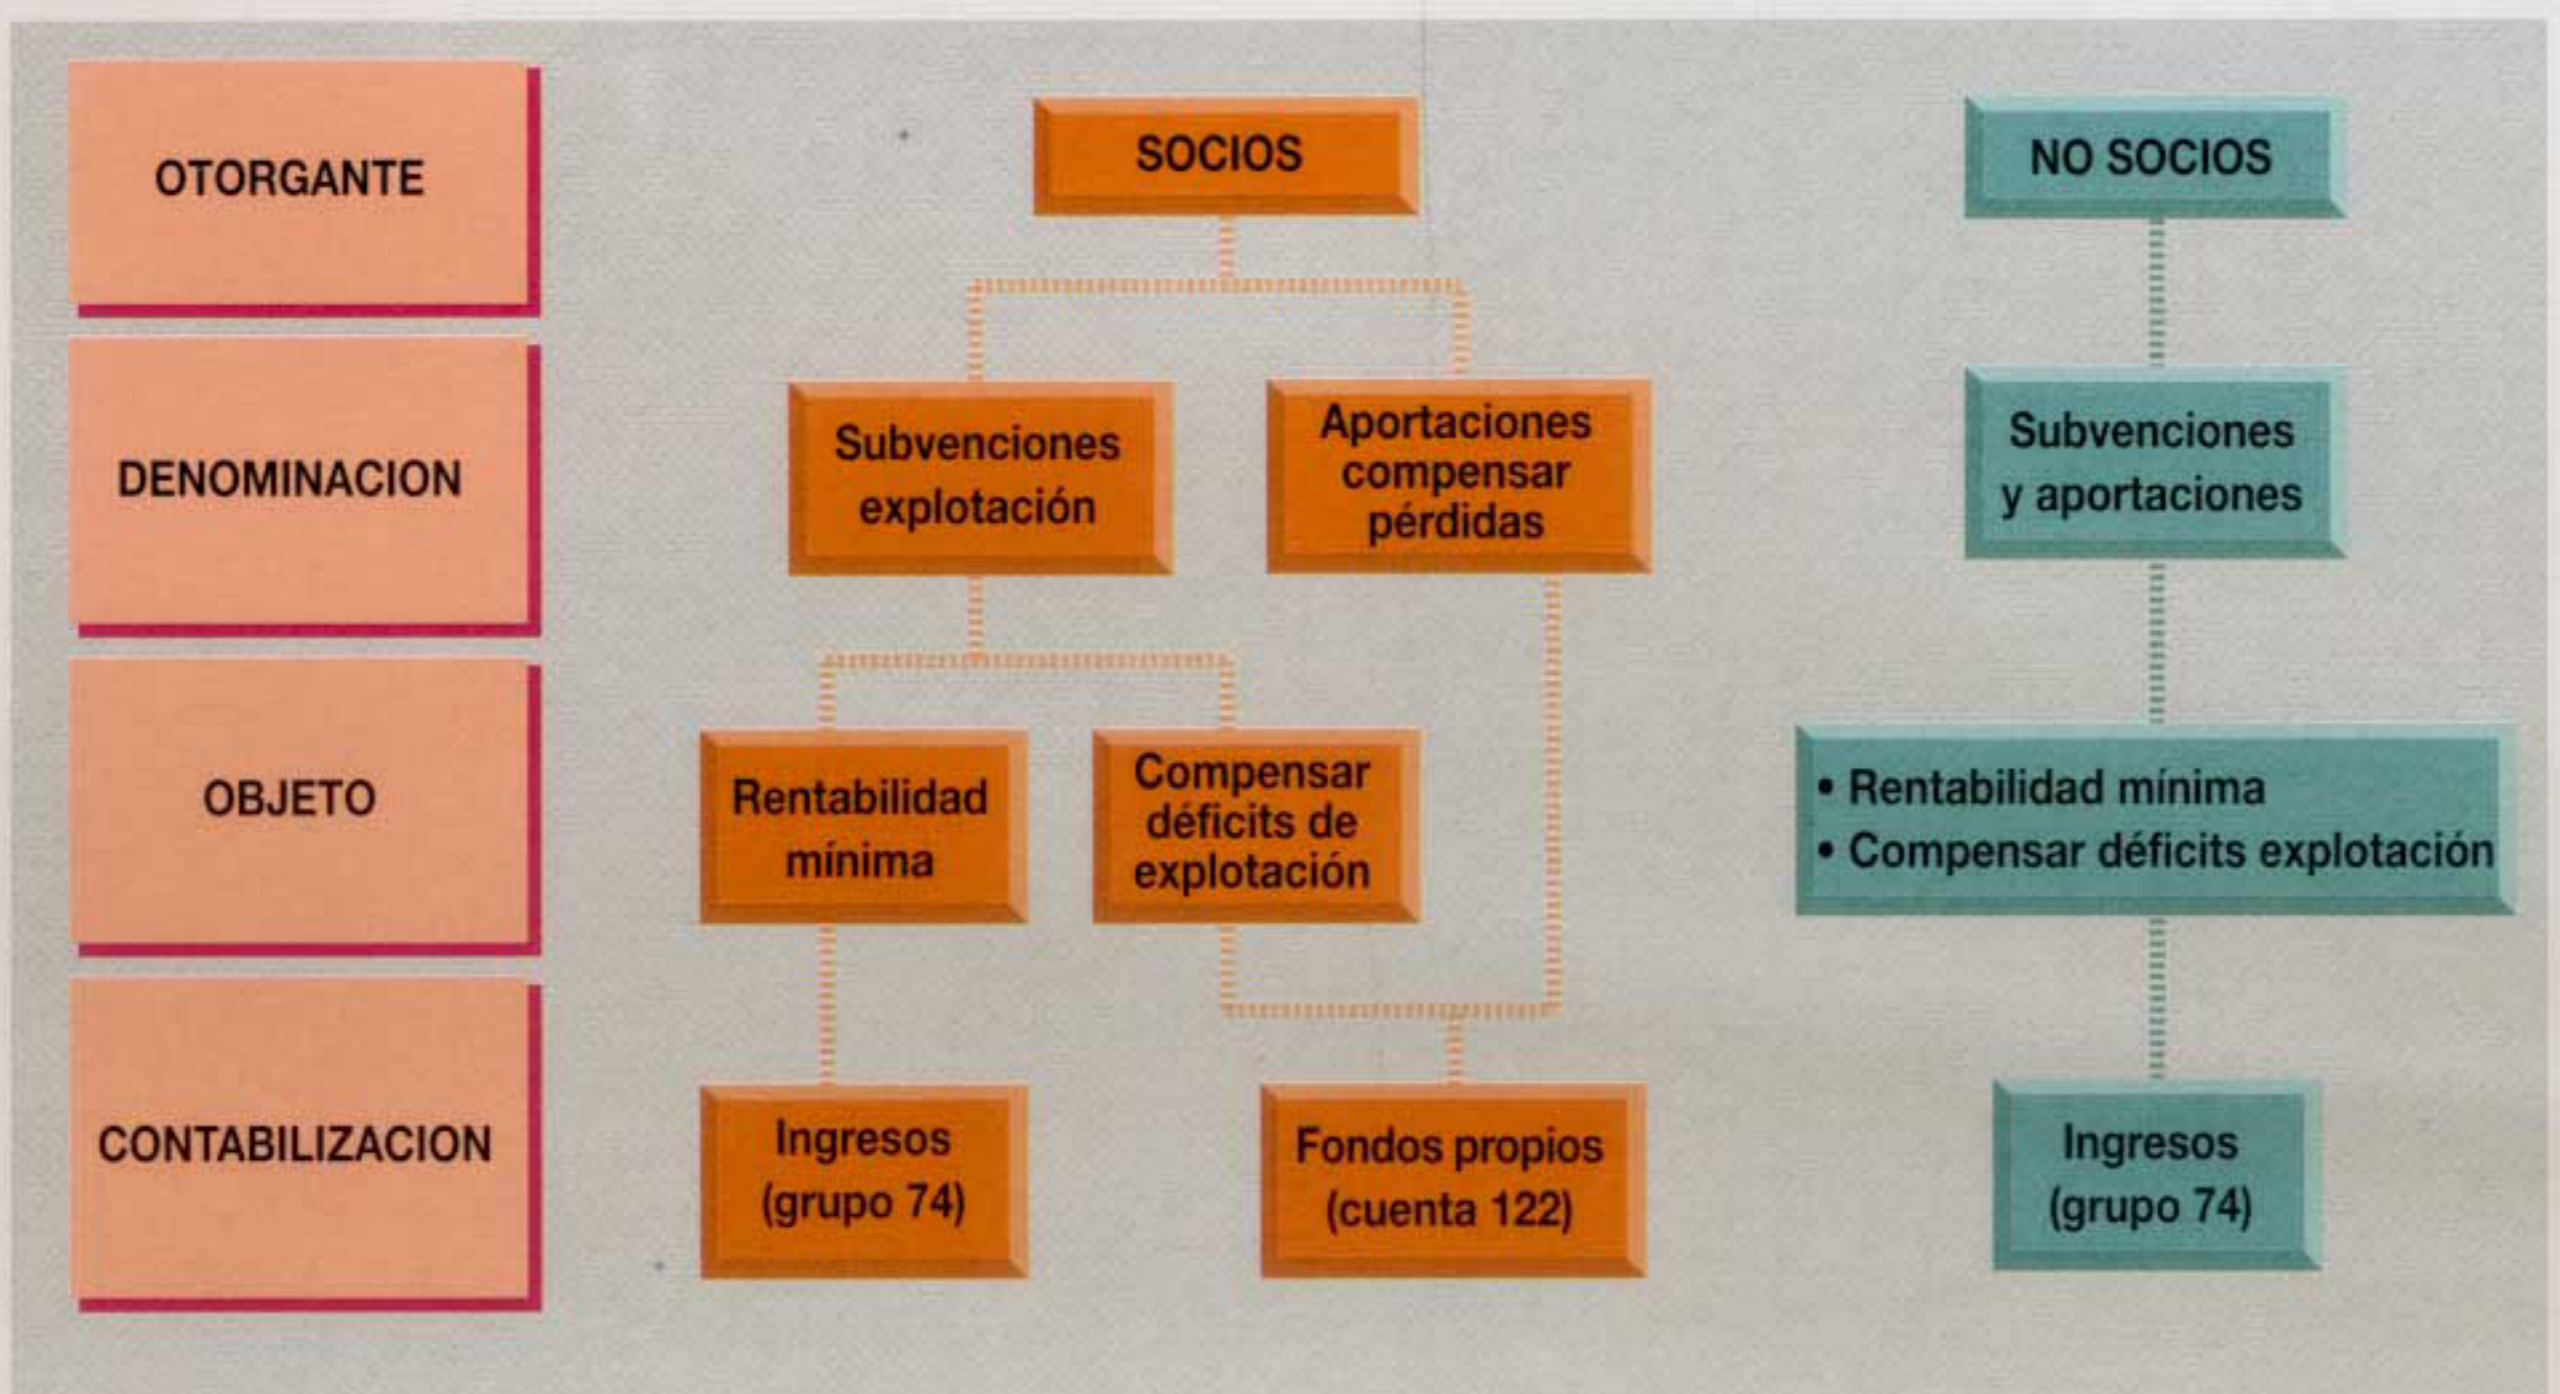 OTORGANTE
SOCIOS
NO SOCIOS
DENOMINACION
Subvenciones
explotación
Aportaciones
compensar
pérdidas
Subvenciones
y aportaciones
OBJETO
Rentabilidad
mínima
Compensar
déficits de
explotación
• Rentabilidad mínima
• Compensar déficits explotación
CONTABILIZACION
Ingresos
(grupo 74)
Fondos propios
(cuenta 122)
Ingresos
(grupo 74)